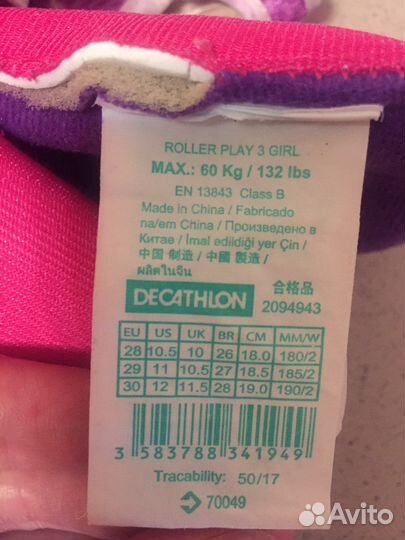 ROLLER PLAY 3 GIRL
MAX.: 60 Kg / 132 lbs
EN 13843 Class B
Made in China / Fabricado
na/em China / Произведено в
Китае / İmal edildiği yer Çin /
中国 制造 / 中國 製造 /
ผลิตในจีน
合格品
DECATHLON 2094943
EU US UK BR CM MM/W
28 10.5 10 26 18.0 180/2
29 11 10.5 27 18.5 185/2
30 12 11.5 28 19.0 190/2
3 583788 341949
Tracability: 50/17
70049
Avito